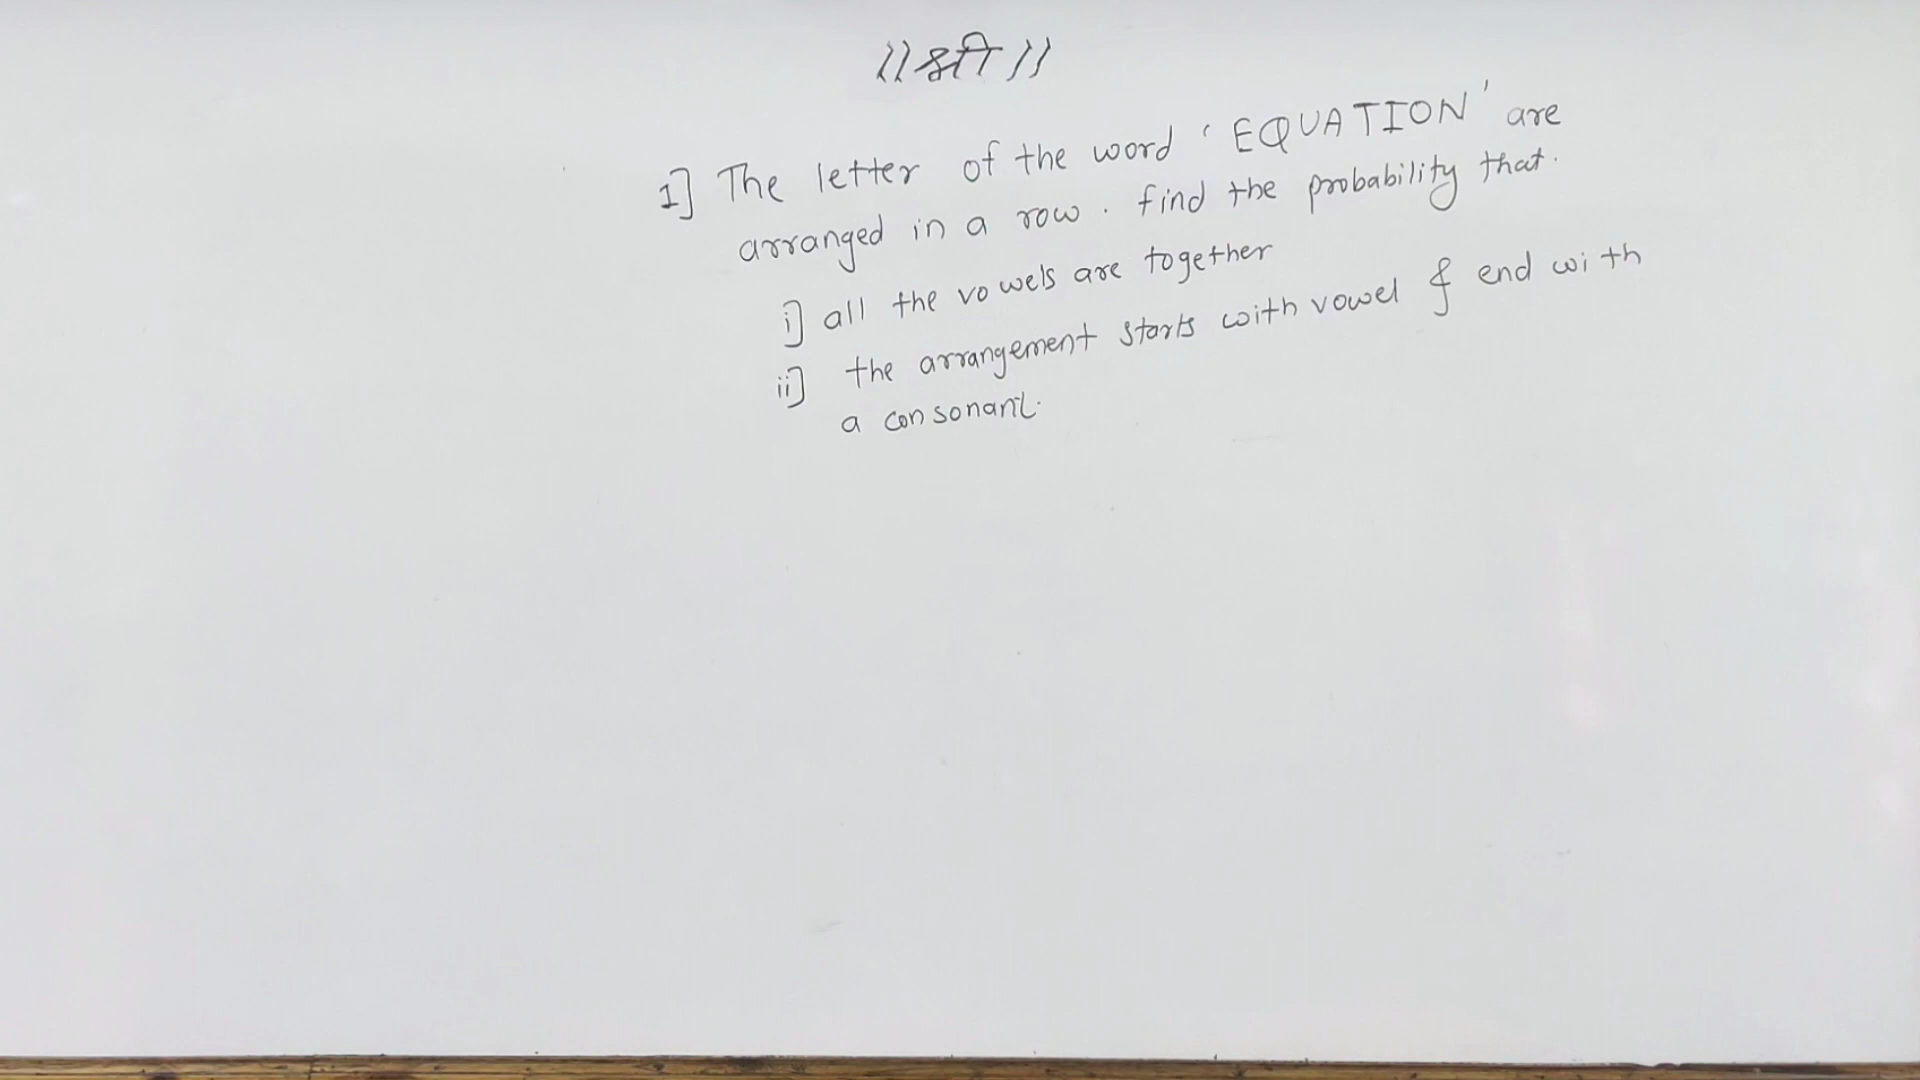 ॥ श्री ॥
1] The letter of the word 'EQUATION' are
arranged in a row. find the probability that.
i] all the vowels are together
ii] the arrangement starts with vowel & end with
a consonant.